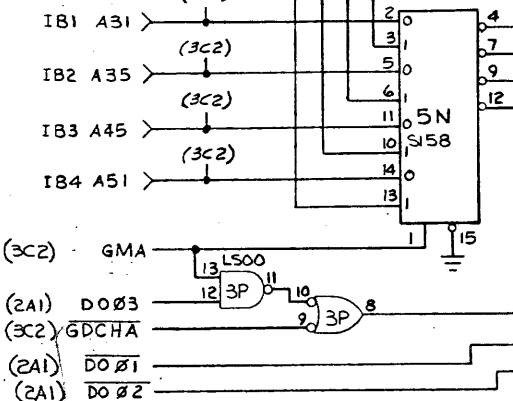 IB1 A31 2 0 4
3 1 7
(3C2)
IB2 A35 5 0 9
(3C2) 6 1 12
IB3 A45 11 0 5N
(3C2) 10 1 S158
IB4 A51 14 0
13 1
1 15
(3C2) GMA
13 LS00 11
(2A1) DOØ3 12 3P 10 8
(3C2) GDCHA 9 3P
(2A1) DOØ1
(2A1) DOØ2